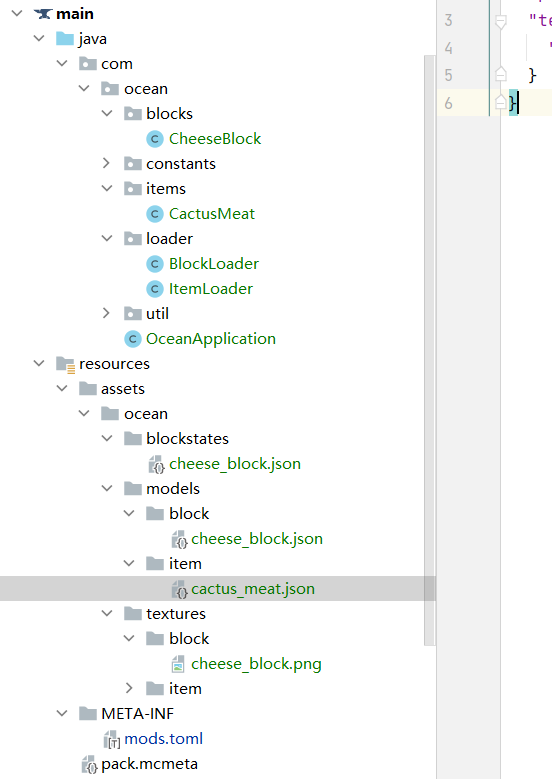 main
java
com
ocean
blocks
CheeseBlock
constants
items
CactusMeat
loader
BlockLoader
ItemLoader
util
OceanApplication
resources
assets
ocean
blockstates
cheese_block.json
models
block
cheese_block.json
item
cactus_meat.json
textures
block
cheese_block.png
item
META-INF
mods.toml
pack.mcmeta
3 "te
4 "
5 }
6 }